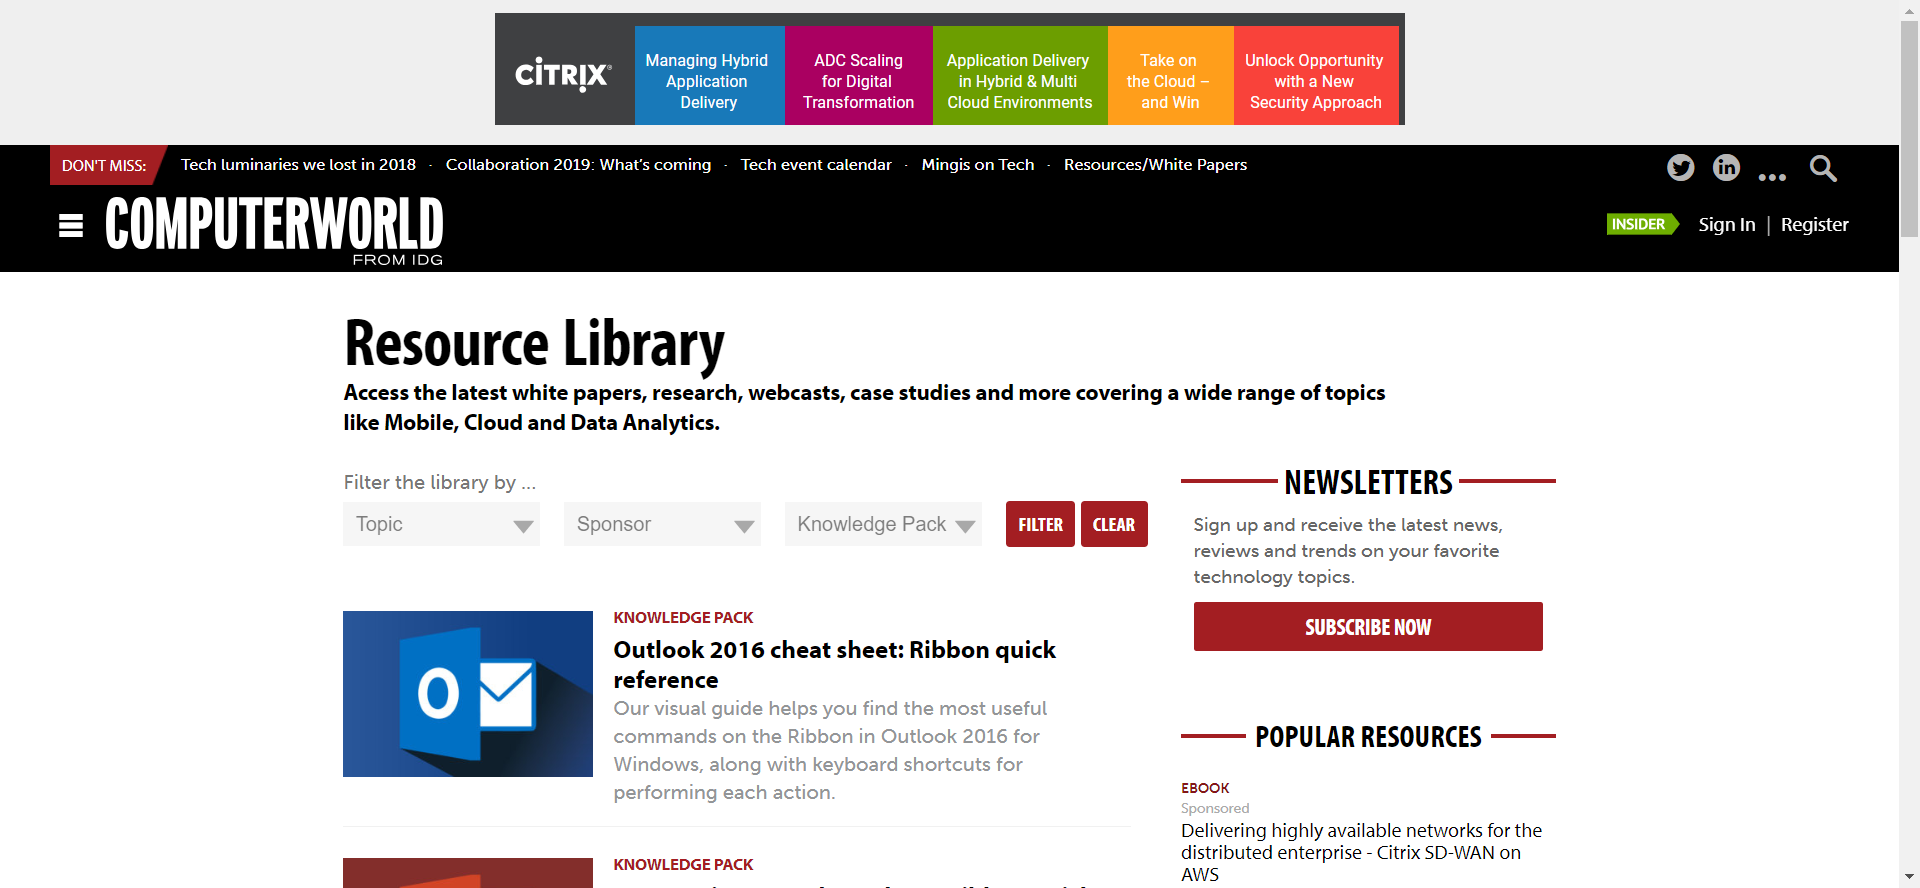 CITRIX
Managing Hybrid
Application
Delivery
ADC Scaling
for Digital
Transformation
Application Delivery
in Hybrid & Multi
Cloud Environments
Take on
the Cloud –
and Win
Unlock Opportunity
with a New
Security Approach
DON'T MISS:
Tech luminaries we lost in 2018 · Collaboration 2019: What's coming · Tech event calendar · Mingis on Tech · Resources/White Papers
in
...
COMPUTERWORLD
FROM IDG
INSIDER Sign In | Register
Resource Library
Access the latest white papers, research, webcasts, case studies and more covering a wide range of topics
like Mobile, Cloud and Data Analytics.
Filter the library by ...
Topic
Sponsor
Knowledge Pack
FILTER
CLEAR
KNOWLEDGE PACK
Outlook 2016 cheat sheet: Ribbon quick
reference
Our visual guide helps you find the most useful
commands on the Ribbon in Outlook 2016 for
Windows, along with keyboard shortcuts for
performing each action.
KNOWLEDGE PACK
NEWSLETTERS
Sign up and receive the latest news,
reviews and trends on your favorite
technology topics.
SUBSCRIBE NOW
POPULAR RESOURCES
EBOOK
Sponsored
Delivering highly available networks for the
distributed enterprise - Citrix SD-WAN on
AWS